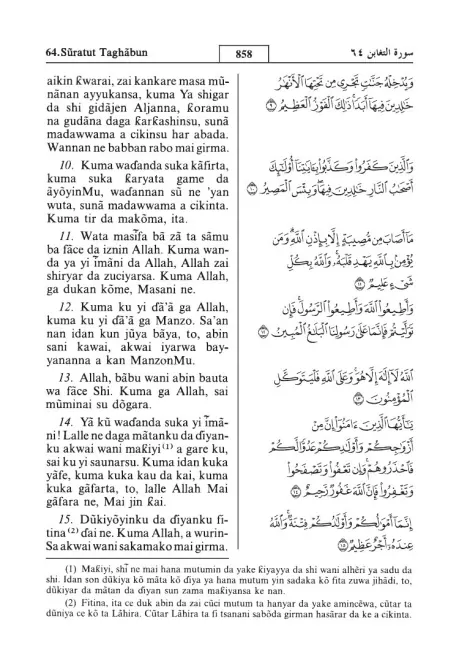 64.Sūratut Taghābun
858
سورة التغابن ٦٤
aikin ƙwarai, zai kankare masa mū-
nānan ayyukansa, kuma Ya shigar
da shi gidājen Aljanna, ƙoramu
na gudāna daga ƙarƙashinsu, sunā
madawwama a cikinsu har abada.
Wannan ne babban rabo mai girma.
10. Kuma waɗanda suka kāfirta,
kuma suka ƙaryata game da
āyōyinMu, waɗannan sū ne 'yan
wuta, sunā madawwama a cikinta.
Kuma tir da makōma, ita.
11. Wata masīfa bā zā ta sāmu
ba fāce da iznin Allah. Kuma wan-
da ya yi īmāni da Allah, Allah zai
shiryar da zuciyarsa. Kuma Allah,
ga dukan kōme, Masani ne.
12. Kuma ku yi ɗā'ā ga Allah,
kuma ku yi ɗā'ā ga Manzo. Sa'an
nan idan kun jūya bāya, to, abin
sani kawai, akwai iyarwa bay-
yananna a kan ManzonMu.
13. Allah, bābu wani abin bauta
wa fāce Shi. Kuma ga Allah, sai
mūminai su dōgara.
14. Yā kū waɗanda suka yi īmā-
ni! Lalle ne daga mātanku da ɗiyan-
ku akwai wani maƙiyi(1) a gare ku,
sai ku yi saunarsu. Kuma idan kuka
yāfe, kuma kuka kau da kai, kuma
kuka gāfarta, to, lalle Allah Mai
gāfara ne, Mai jin ƙai.
15. Dūkiyōyinku da ɗiyanku fi-
tina(2) ɗai ne. Kuma Allah, a wurin-
Sa akwai wani sakamako mai girma.
وَيُدْخِلْهُ جَنَّٰتٍ تَجْرِى مِن تَحْتِهَا ٱلْأَنْهَٰرُ
خَٰلِدِينَ فِيهَآ أَبَدًا ذَٰلِكَ ٱلْفَوْزُ ٱلْعَظِيمُ ٩
وَٱلَّذِينَ كَفَرُوا۟ وَكَذَّبُوا۟ بِـَٔايَٰتِنَآ أُو۟لَٰٓئِكَ
أَصْحَٰبُ ٱلنَّارِ خَٰلِدِينَ فِيهَا وَبِئْسَ ٱلْمَصِيرُ ١٠
مَآ أَصَابَ مِن مُّصِيبَةٍ إِلَّا بِإِذْنِ ٱللَّهِ وَمَن
يُؤْمِنۢ بِٱللَّهِ يَهْدِ قَلْبَهُۥ وَٱللَّهُ بِكُلِّ
شَىْءٍ عَلِيمٌ ١١
وَأَطِيعُوا۟ ٱللَّهَ وَأَطِيعُوا۟ ٱلرَّسُولَ فَإِن
تَوَلَّيْتُمْ فَإِنَّمَا عَلَىٰ رَسُولِنَا ٱلْبَلَٰغُ ٱلْمُبِينُ ١٢
ٱللَّهُ لَآ إِلَٰهَ إِلَّا هُوَ وَعَلَى ٱللَّهِ فَلْيَتَوَكَّلِ
ٱلْمُؤْمِنُونَ ١٣
يَٰٓأَيُّهَا ٱلَّذِينَ ءَامَنُوٓا۟ إِنَّ مِنْ
أَزْوَٰجِكُمْ وَأَوْلَٰدِكُمْ عَدُوًّا لَّكُمْ
فَٱحْذَرُوهُمْ وَإِن تَعْفُوا۟ وَتَصْفَحُوا۟
وَتَغْفِرُوا۟ فَإِنَّ ٱللَّهَ غَفُورٌ رَّحِيمٌ ١٤
إِنَّمَآ أَمْوَٰلُكُمْ وَأَوْلَٰدُكُمْ فِتْنَةٌ وَٱللَّهُ
عِندَهُۥٓ أَجْرٌ عَظِيمٌ ١٥
(1) Maƙiyi, shī ne mai hana mutumin da yake ƙiyayya da shi wani alhēri ya sadu da
shi. Idan son dūkiya kō māta kō ɗiya ya hana mutum yin sadaka kō fita zuwa jihādi, to,
dūkiyar da mātan da ɗiyan sun zama maƙiyansa ke nan.
(2) Fitina, ita ce duk abin da zai cūci mutum ta hanyar da yake amincēwa, cūtar ta
dūniya ce kō ta Lāhira. Cūtar Lāhira ta fi tsanani sabōda girman hasārar da ke a cikinta.